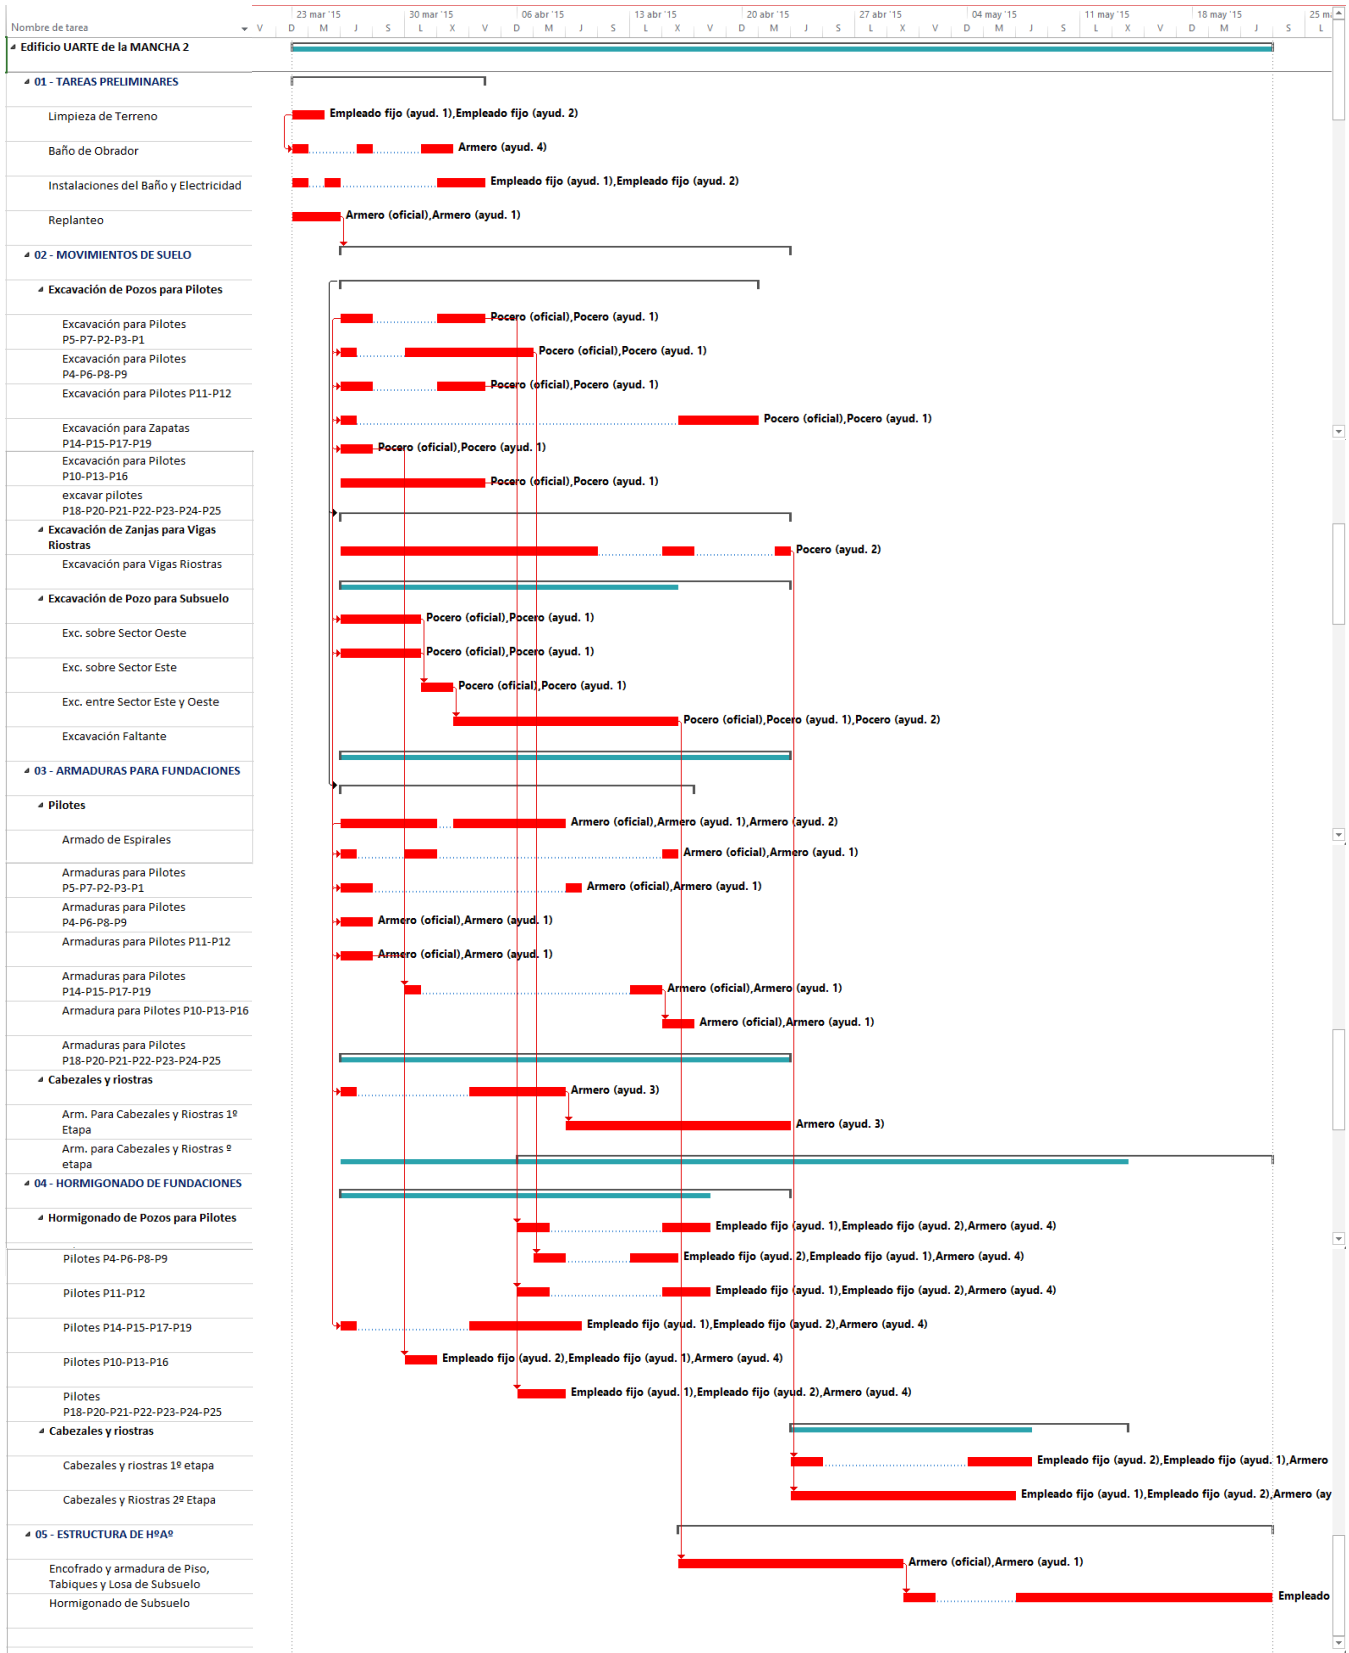 23 mar '15 30 mar '15 06 abr '15 13 abr '15 20 abr '15 27 abr '15 04 may '15 11 may '15 18 may '15 25 m
Nombre de tarea V D M J S L X V D M J S L X V D M J S L X V D M J S L X V D M J S L
Edificio UARTE de la MANCHA 2
01 - TAREAS PRELIMINARES
Limpieza de Terreno Empleado fijo (ayud. 1),Empleado fijo (ayud. 2)
Baño de Obrador Armero (ayud. 4)
Instalaciones del Baño y Electricidad Empleado fijo (ayud. 1),Empleado fijo (ayud. 2)
Replanteo Armero (oficial),Armero (ayud. 1)
02 - MOVIMIENTOS DE SUELO
Excavación de Pozos para Pilotes
Excavación para Pilotes Pocero (oficial),Pocero (ayud. 1)
P5-P7-P2-P3-P1
Excavación para Pilotes Pocero (oficial),Pocero (ayud. 1)
P4-P6-P8-P9
Excavación para Pilotes P11-P12 Pocero (oficial),Pocero (ayud. 1)
Excavación para Zapatas Pocero (oficial),Pocero (ayud. 1)
P14-P15-P17-P19
Excavación para Pilotes Pocero (oficial),Pocero (ayud. 1)
P10-P13-P16
excavar pilotes Pocero (oficial),Pocero (ayud. 1)
P18-P20-P21-P22-P23-P24-P25
Excavación de Zanjas para Vigas
Riostras
Excavación para Vigas Riostras Pocero (ayud. 2)
Excavación de Pozo para Subsuelo
Exc. sobre Sector Oeste Pocero (oficial),Pocero (ayud. 1)
Exc. sobre Sector Este Pocero (oficial),Pocero (ayud. 1)
Exc. entre Sector Este y Oeste Pocero (oficial),Pocero (ayud. 1)
Excavación Faltante Pocero (oficial),Pocero (ayud. 1),Pocero (ayud. 2)
03 - ARMADURAS PARA FUNDACIONES
Pilotes
Armado de Espirales Armero (oficial),Armero (ayud. 1),Armero (ayud. 2)
Armaduras para Pilotes Armero (oficial),Armero (ayud. 1)
P5-P7-P2-P3-P1
Armaduras para Pilotes Armero (oficial),Armero (ayud. 1)
P4-P6-P8-P9
Armaduras para Pilotes P11-P12 Armero (oficial),Armero (ayud. 1)
Armaduras para Pilotes Armero (oficial),Armero (ayud. 1)
P14-P15-P17-P19
Armadura para Pilotes P10-P13-P16 Armero (oficial),Armero (ayud. 1)
Armaduras para Pilotes Armero (oficial),Armero (ayud. 1)
P18-P20-P21-P22-P23-P24-P25
Cabezales y riostras
Arm. Para Cabezales y Riostras 1º Armero (ayud. 3)
Etapa
Arm. para Cabezales y Riostras º Armero (ayud. 3)
etapa
04 - HORMIGONADO DE FUNDACIONES
Hormigonado de Pozos para Pilotes
Empleado fijo (ayud. 1),Empleado fijo (ayud. 2),Armero (ayud. 4)
Pilotes P4-P6-P8-P9 Empleado fijo (ayud. 2),Empleado fijo (ayud. 1),Armero (ayud. 4)
Pilotes P11-P12 Empleado fijo (ayud. 1),Empleado fijo (ayud. 2),Armero (ayud. 4)
Pilotes P14-P15-P17-P19 Empleado fijo (ayud. 1),Empleado fijo (ayud. 2),Armero (ayud. 4)
Pilotes P10-P13-P16 Empleado fijo (ayud. 2),Empleado fijo (ayud. 1),Armero (ayud. 4)
Pilotes Empleado fijo (ayud. 1),Empleado fijo (ayud. 2),Armero (ayud. 4)
P18-P20-P21-P22-P23-P24-P25
Cabezales y riostras
Cabezales y riostras 1º etapa Empleado fijo (ayud. 2),Empleado fijo (ayud. 1),Armero
Cabezales y Riostras 2º Etapa Empleado fijo (ayud. 1),Empleado fijo (ayud. 2),Armero (ay
05 - ESTRUCTURA DE HºAº
Encofrado y armadura de Piso, Armero (oficial),Armero (ayud. 1)
Tabiques y Losa de Subsuelo
Hormigonado de Subsuelo Empleado